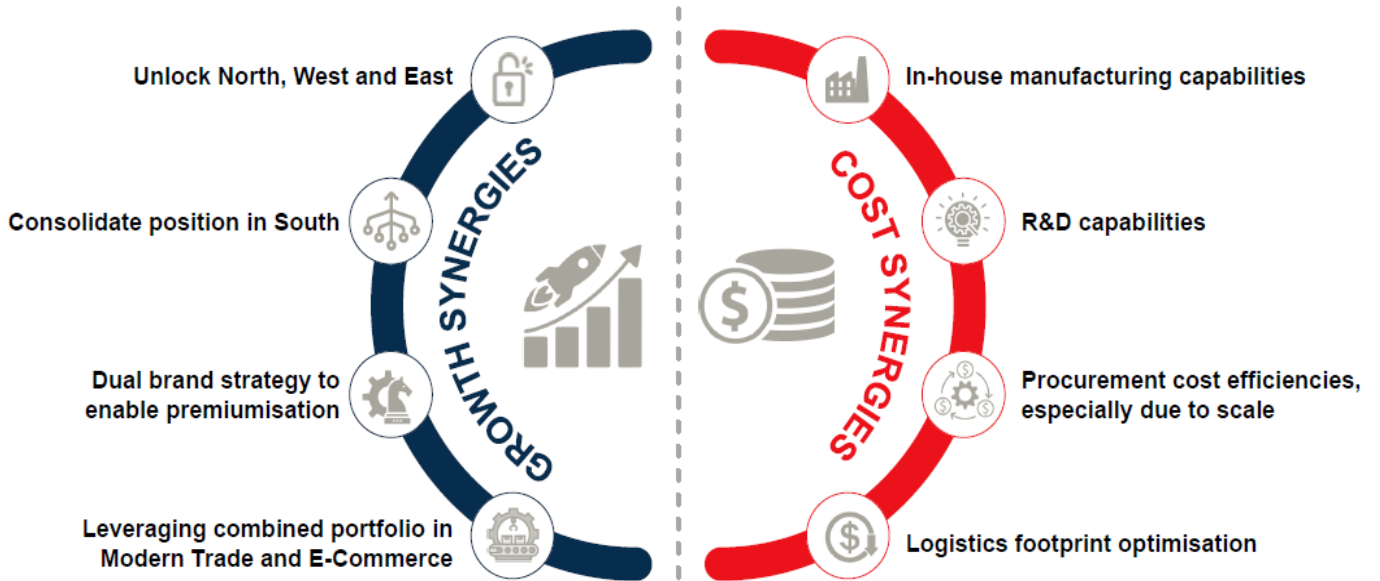 Unlock North, West and East
Consolidate position in South
Dual brand strategy to
enable premiumisation
Leveraging combined portfolio in
Modern Trade and E-Commerce
GROWTH SYNERGIES
$
COST SYNERGIES
In-house manufacturing capabilities
R&D capabilities
$
$ $
Procurement cost efficiencies,
especially due to scale
$
Logistics footprint optimisation